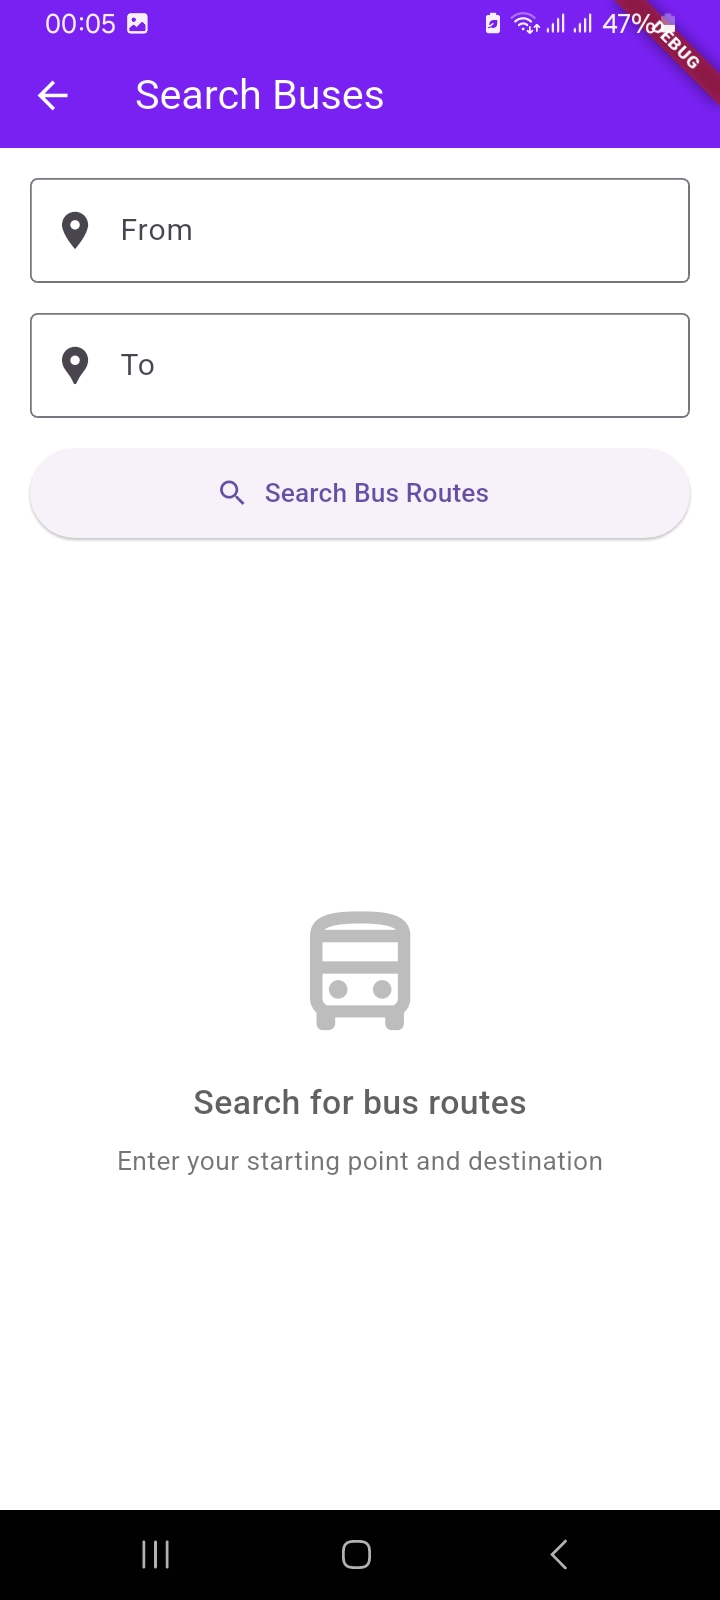 00:05 47%
DEBUG
Search Buses
From
To
Search Bus Routes
Search for bus routes
Enter your starting point and destination